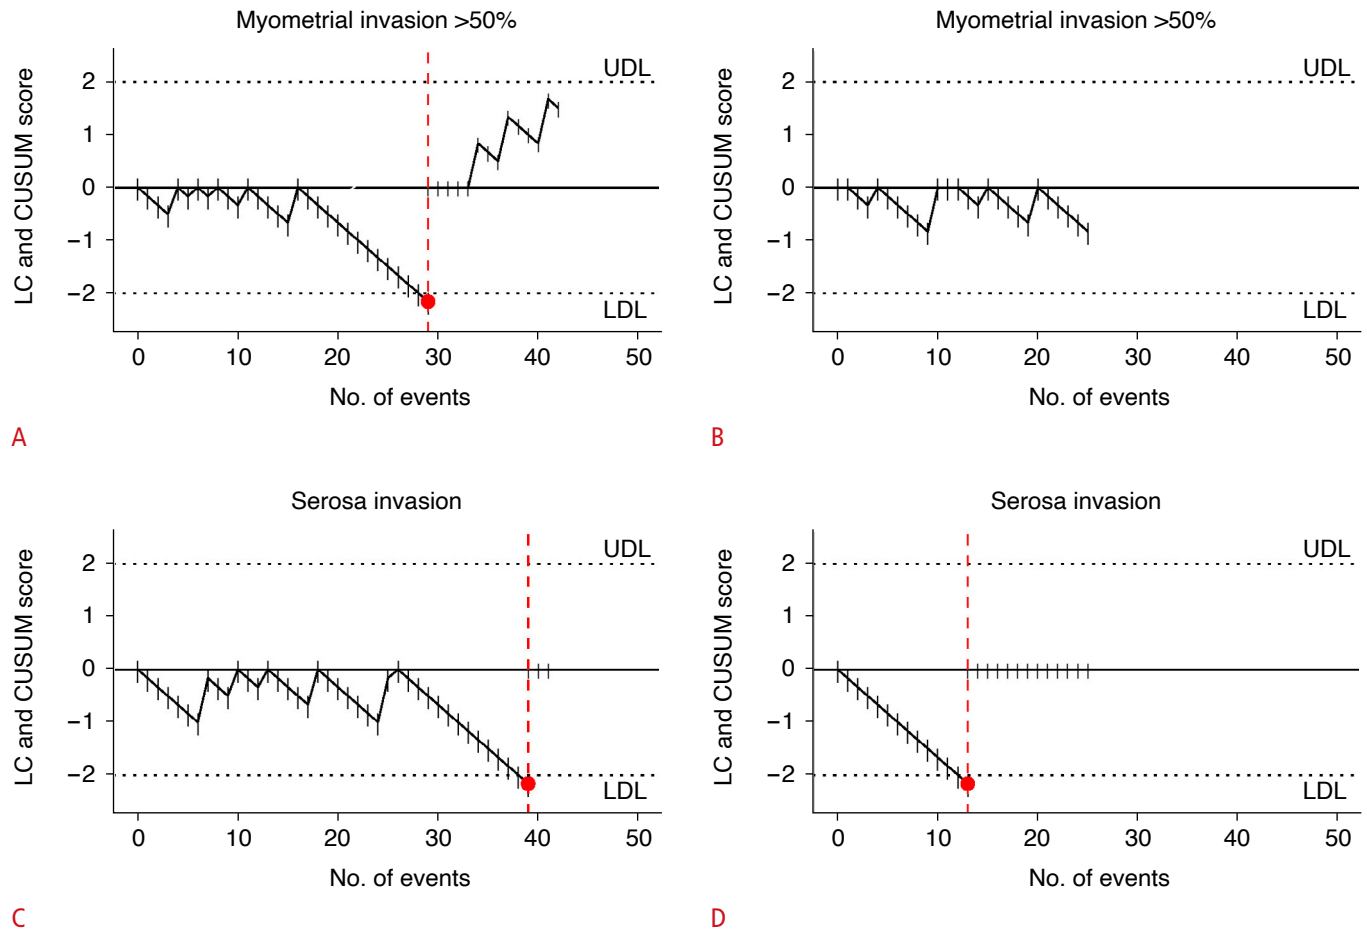 Myometrial invasion >50%
LC and CUSUM score
2
1
0
−1
−2
UDL
LDL
0 10 20 30 40 50
No. of events
A
Myometrial invasion >50%
LC and CUSUM score
2
1
0
−1
−2
UDL
LDL
0 10 20 30 40 50
No. of events
B
Serosa invasion
LC and CUSUM score
2
1
0
−1
−2
UDL
LDL
0 10 20 30 40 50
No. of events
C
Serosa invasion
LC and CUSUM score
2
1
0
−1
−2
UDL
LDL
0 10 20 30 40 50
No. of events
D